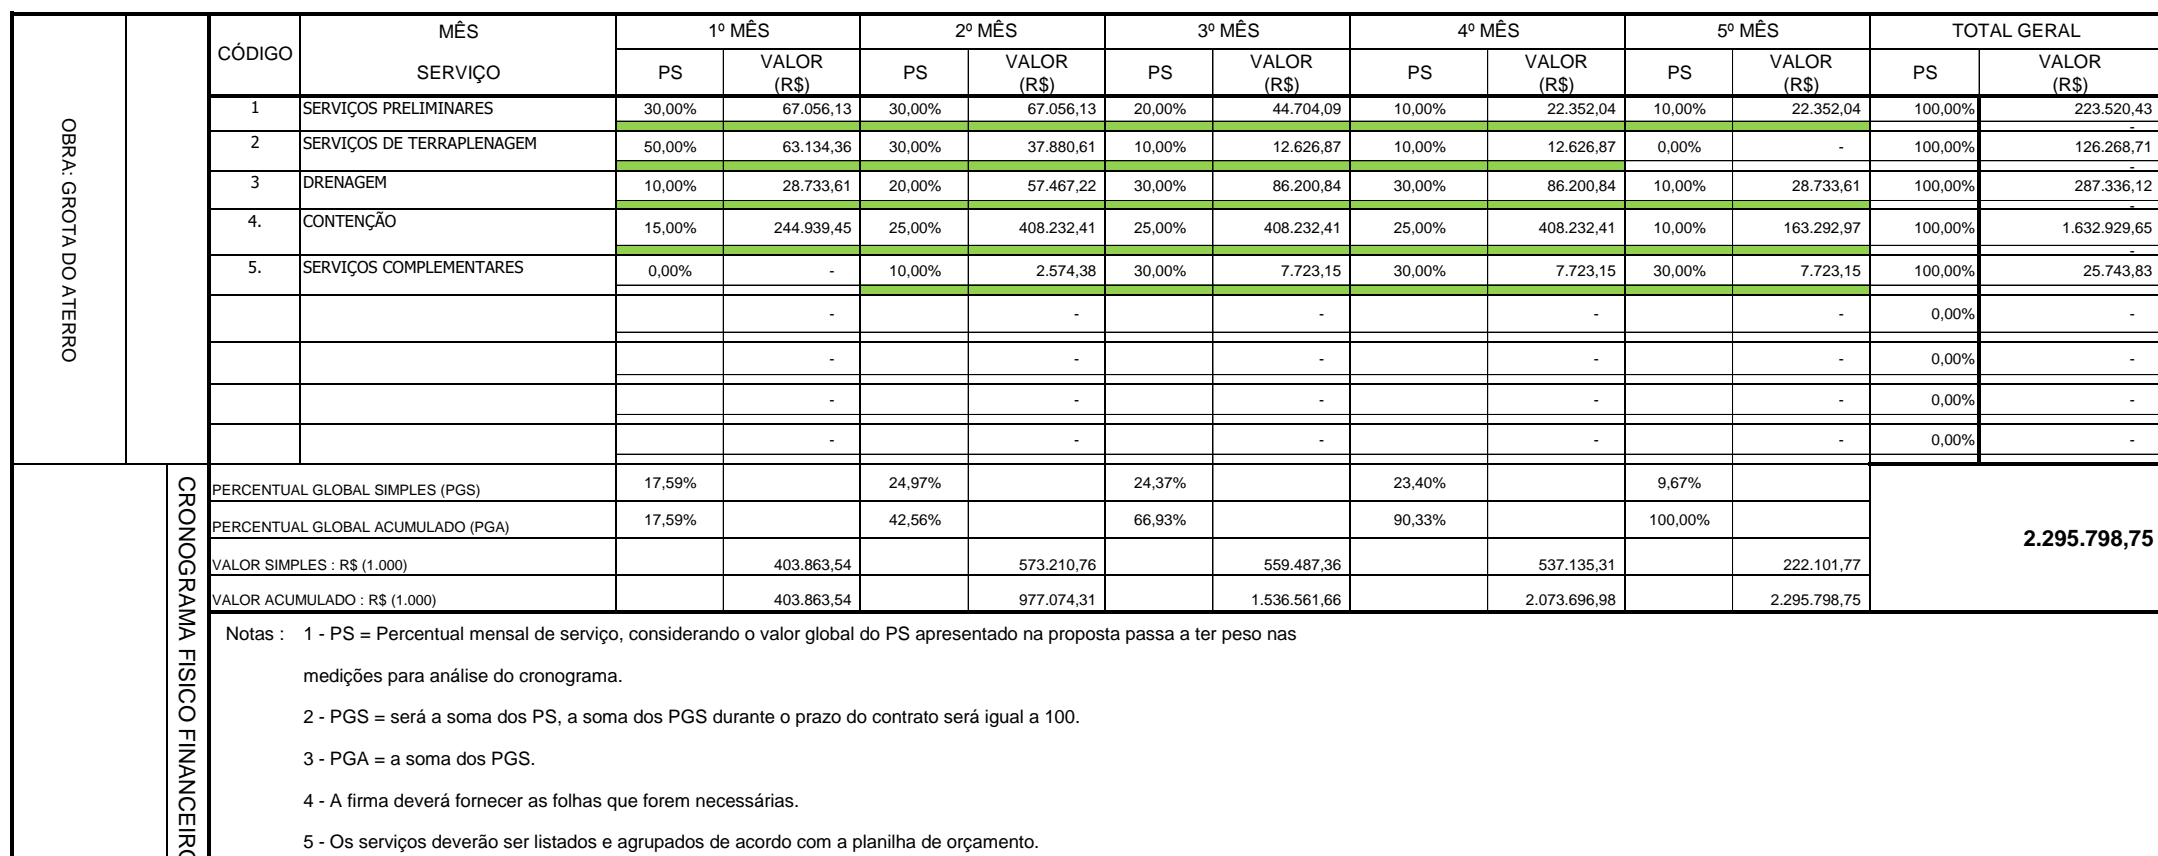 OBRA: GROTA DO ATERRO
CRONOGRAMA FISICO FINANCEIRO
CÓDIGO MÊS 1º MÊS 2º MÊS 3º MÊS 4º MÊS 5º MÊS TOTAL GERAL
SERVIÇO PS VALOR (R$) PS VALOR (R$) PS VALOR (R$) PS VALOR (R$) PS VALOR (R$) PS VALOR (R$)
1 SERVIÇOS PRELIMINARES 30,00% 67.056,13 30,00% 67.056,13 20,00% 44.704,09 10,00% 22.352,04 10,00% 22.352,04 100,00% 223.520,43
-
2 SERVIÇOS DE TERRAPLENAGEM 50,00% 63.134,36 30,00% 37.880,61 10,00% 12.626,87 10,00% 12.626,87 0,00% - 100,00% 126.268,71
-
3 DRENAGEM 10,00% 28.733,61 20,00% 57.467,22 30,00% 86.200,84 30,00% 86.200,84 10,00% 28.733,61 100,00% 287.336,12
-
4. CONTENÇÃO 15,00% 244.939,45 25,00% 408.232,41 25,00% 408.232,41 25,00% 408.232,41 10,00% 163.292,97 100,00% 1.632.929,65
-
5. SERVIÇOS COMPLEMENTARES 0,00% - 10,00% 2.574,38 30,00% 7.723,15 30,00% 7.723,15 30,00% 7.723,15 100,00% 25.743,83
- - - - - 0,00% -
- - - - - 0,00% -
- - - - - 0,00% -
- - - - - 0,00% -
PERCENTUAL GLOBAL SIMPLES (PGS) 17,59% 24,97% 24,37% 23,40% 9,67%
PERCENTUAL GLOBAL ACUMULADO (PGA) 17,59% 42,56% 66,93% 90,33% 100,00%
2.295.798,75
VALOR SIMPLES : R$ (1.000) 403.863,54 573.210,76 559.487,36 537.135,31 222.101,77
VALOR ACUMULADO : R$ (1.000) 403.863,54 977.074,31 1.536.561,66 2.073.696,98 2.295.798,75
Notas : 1 - PS = Percentual mensal de serviço, considerando o valor global do PS apresentado na proposta passa a ter peso nas
medições para análise do cronograma.
2 - PGS = será a soma dos PS, a soma dos PGS durante o prazo do contrato será igual a 100.
3 - PGA = a soma dos PGS.
4 - A firma deverá fornecer as folhas que forem necessárias.
5 - Os serviços deverão ser listados e agrupados de acordo com a planilha de orçamento.